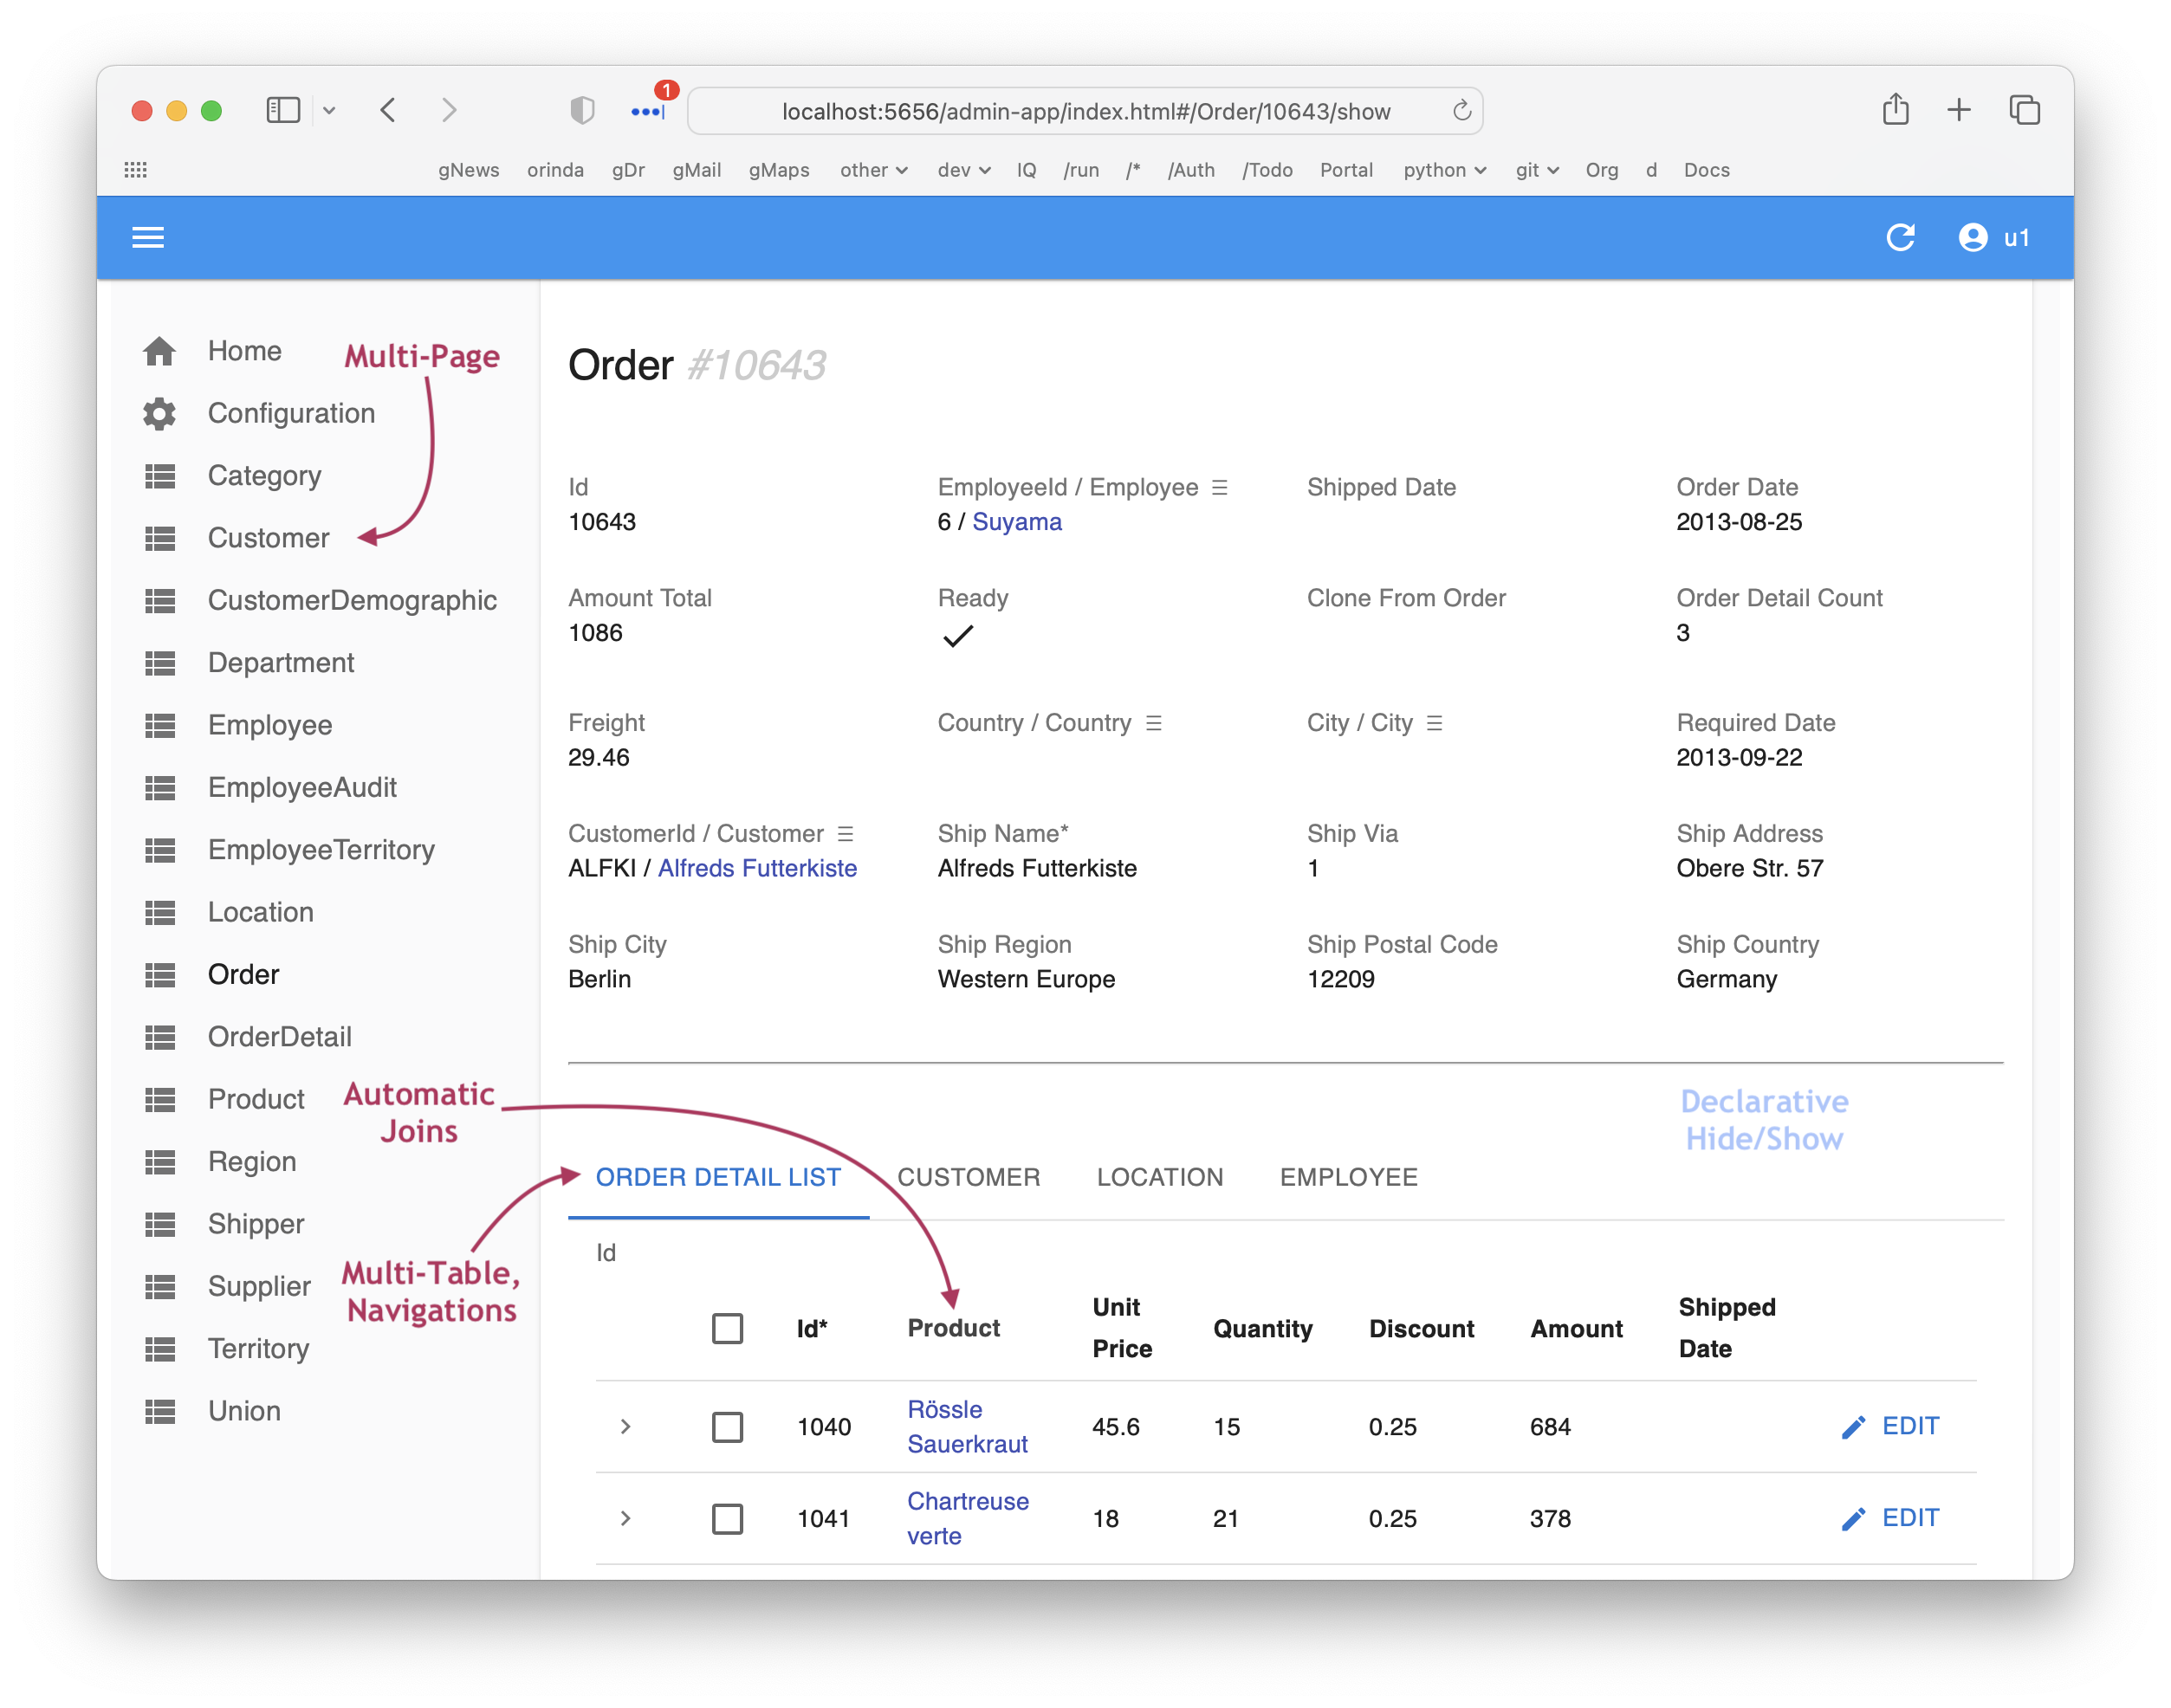 1
localhost:5656/admin-app/index.html#/Order/10643/show
gNews orinda gDr gMail gMaps other dev IQ /run /* /Auth /Todo Portal python git Org d Docs
u1
Home
Configuration
Category
Customer
CustomerDemographic
Department
Employee
EmployeeAudit
EmployeeTerritory
Location
Order
OrderDetail
Product
Region
Shipper
Supplier
Territory
Union
Multi-Page
Automatic
Joins
Multi-Table,
Navigations
Order #10643
Id EmployeeId / Employee Shipped Date Order Date
10643 6 / Suyama 2013-08-25
Amount Total Ready Clone From Order Order Detail Count
1086 3
Freight Country / Country City / City Required Date
29.46 2013-09-22
CustomerId / Customer Ship Name* Ship Via Ship Address
ALFKI / Alfreds Futterkiste Alfreds Futterkiste 1 Obere Str. 57
Ship City Ship Region Ship Postal Code Ship Country
Berlin Western Europe 12209 Germany
Declarative
Hide/Show
ORDER DETAIL LIST CUSTOMER LOCATION EMPLOYEE
Id
Id* Product Unit Price Quantity Discount Amount Shipped Date
1040 Rössle Sauerkraut 45.6 15 0.25 684 EDIT
1041 Chartreuse verte 18 21 0.25 378 EDIT